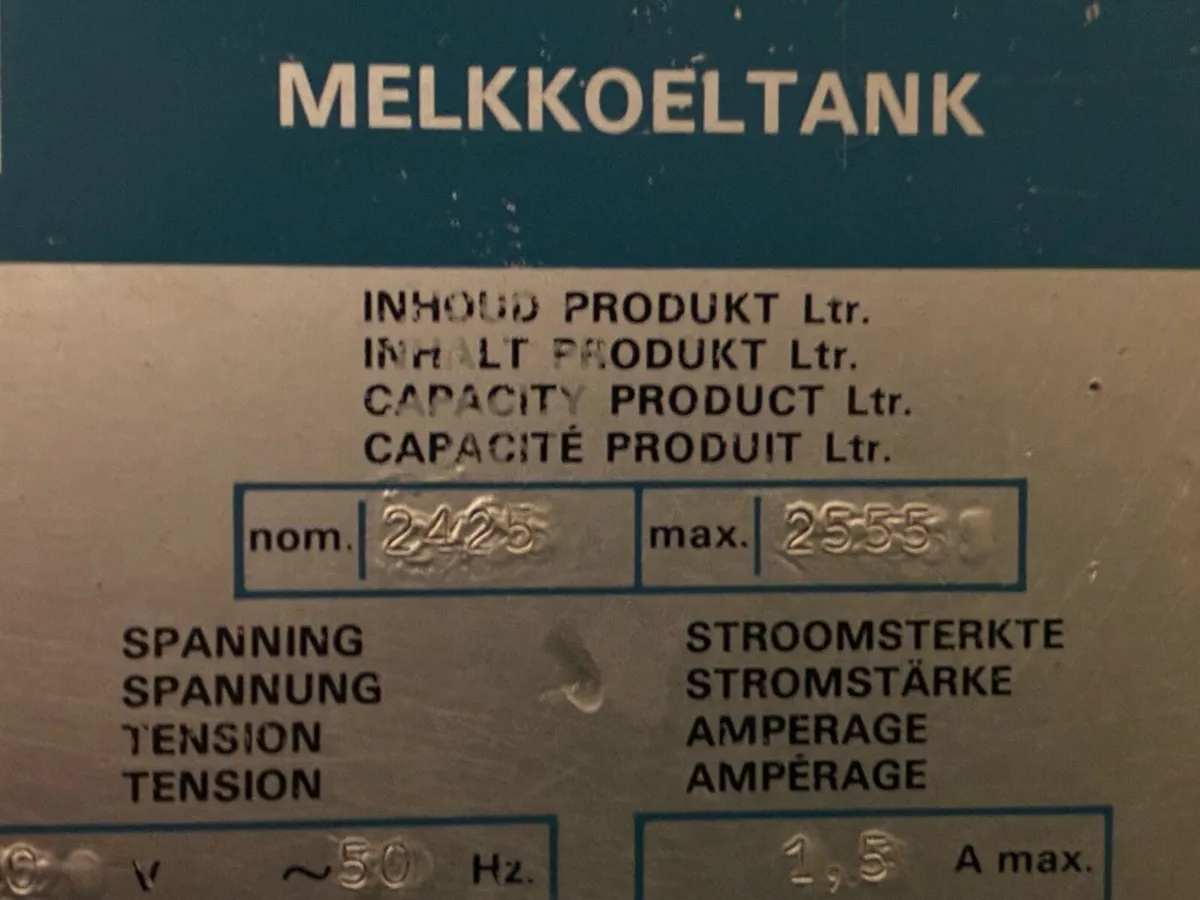 MELKKOELTANK
INHOUD PRODUKT Ltr.
INHALT PRODUKT Ltr.
CAPACITY PRODUCT Ltr.
CAPACITÉ PRODUIT Ltr.
nom. 2425 max. 2555
SPANNING
SPANNUNG
TENSION
TENSION
STROOMSTERKTE
STROMSTÄRKE
AMPERAGE
AMPÉRAGE
V ~50 Hz.
1,5 A max.